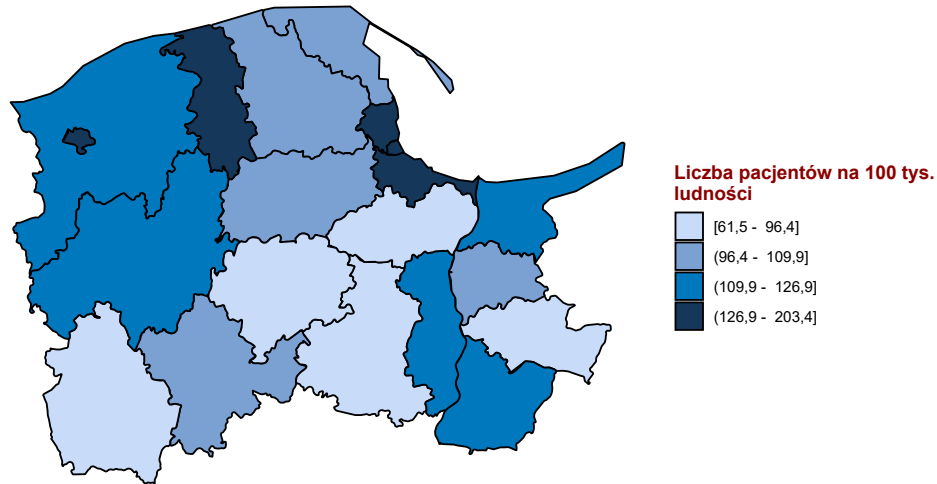 Liczba pacjentów na 100 tys.
ludności
[61,5 - 96,4]
(96,4 - 109,9]
(109,9 - 126,9]
(126,9 - 203,4]